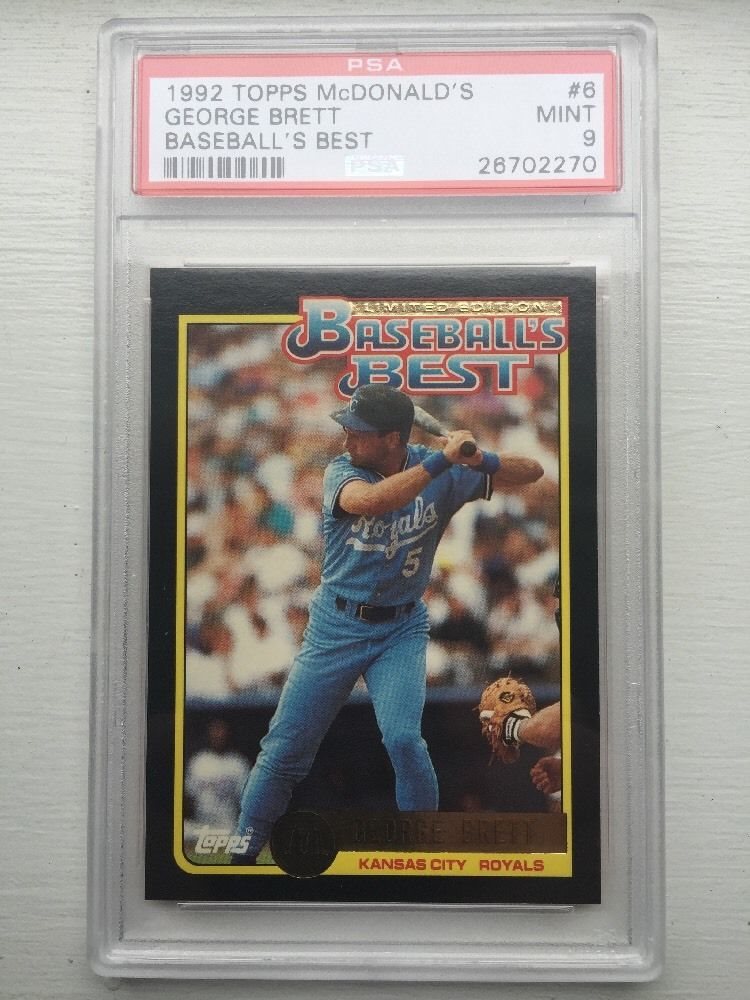 PSA
1992 TOPPS McDONALD'S #6
GEORGE BRETT MINT
BASEBALL'S BEST 9
PSA 26702270
LIMITED EDITION
BASEBALL'S
BEST
KC
Royals
5
topps
GEORGE BRETT
KANSAS CITY ROYALS